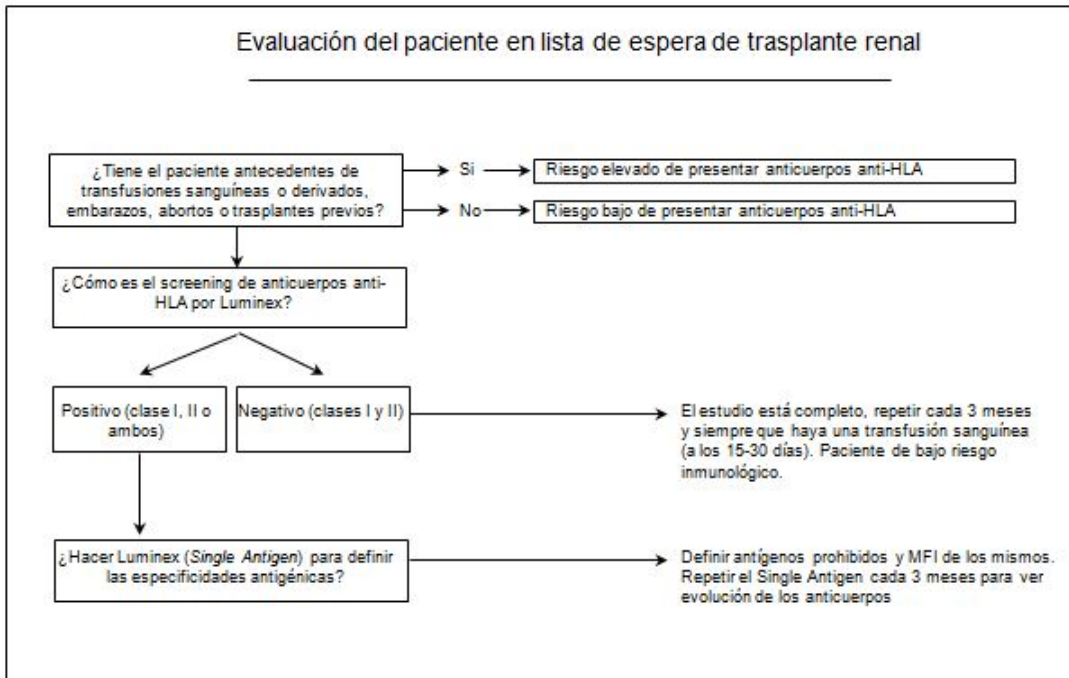 Evaluación del paciente en lista de espera de trasplante renal
¿Tiene el paciente antecedentes de
transfusiones sanguíneas o derivados,
embarazos, abortos o trasplantes previos?
Si
Riesgo elevado de presentar anticuerpos anti-HLA
No
Riesgo bajo de presentar anticuerpos anti-HLA
¿Cómo es el screening de anticuerpos anti-
HLA por Luminex?
Positivo (clase I, II o
ambos)
Negativo (clases I y II)
El estudio está completo, repetir cada 3 meses
y siempre que haya una transfusión sanguínea
(a los 15-30 días). Paciente de bajo riesgo
inmunológico.
¿Hacer Luminex (Single Antigen) para definir
las especificidades antigénicas?
Definir antígenos prohibidos y MFI de los mismos.
Repetir el Single Antigen cada 3 meses para ver
evolución de los anticuerpos